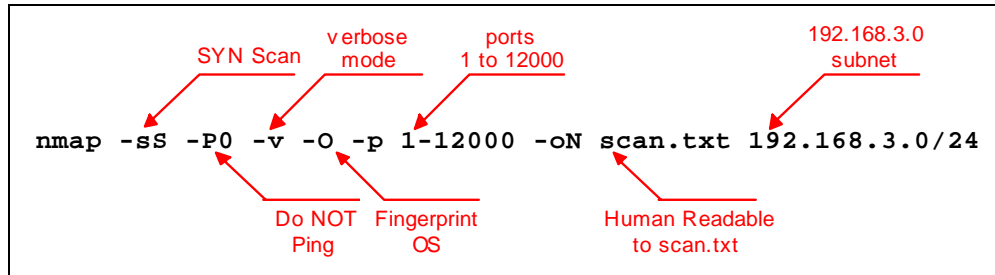 SYN Scan
verbose
mode
ports
1 to 12000
192.168.3.0
subnet
nmap -sS -P0 -v -O -p 1-12000 -oN scan.txt 192.168.3.0/24
Do NOT
Ping
Fingerprint
OS
Human Readable
to scan.txt